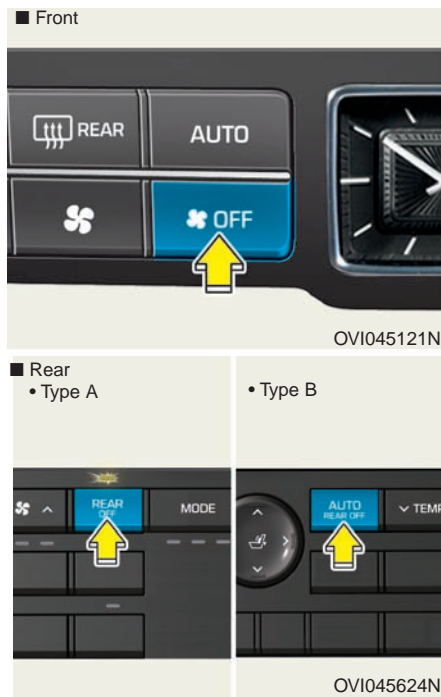 ■ Front
REAR
AUTO
OFF
OVI045121N
■ Rear
• Type A
• Type B
REAR
OFF
MODE
AUTO
REAR OFF
TEMP
OVI045624N